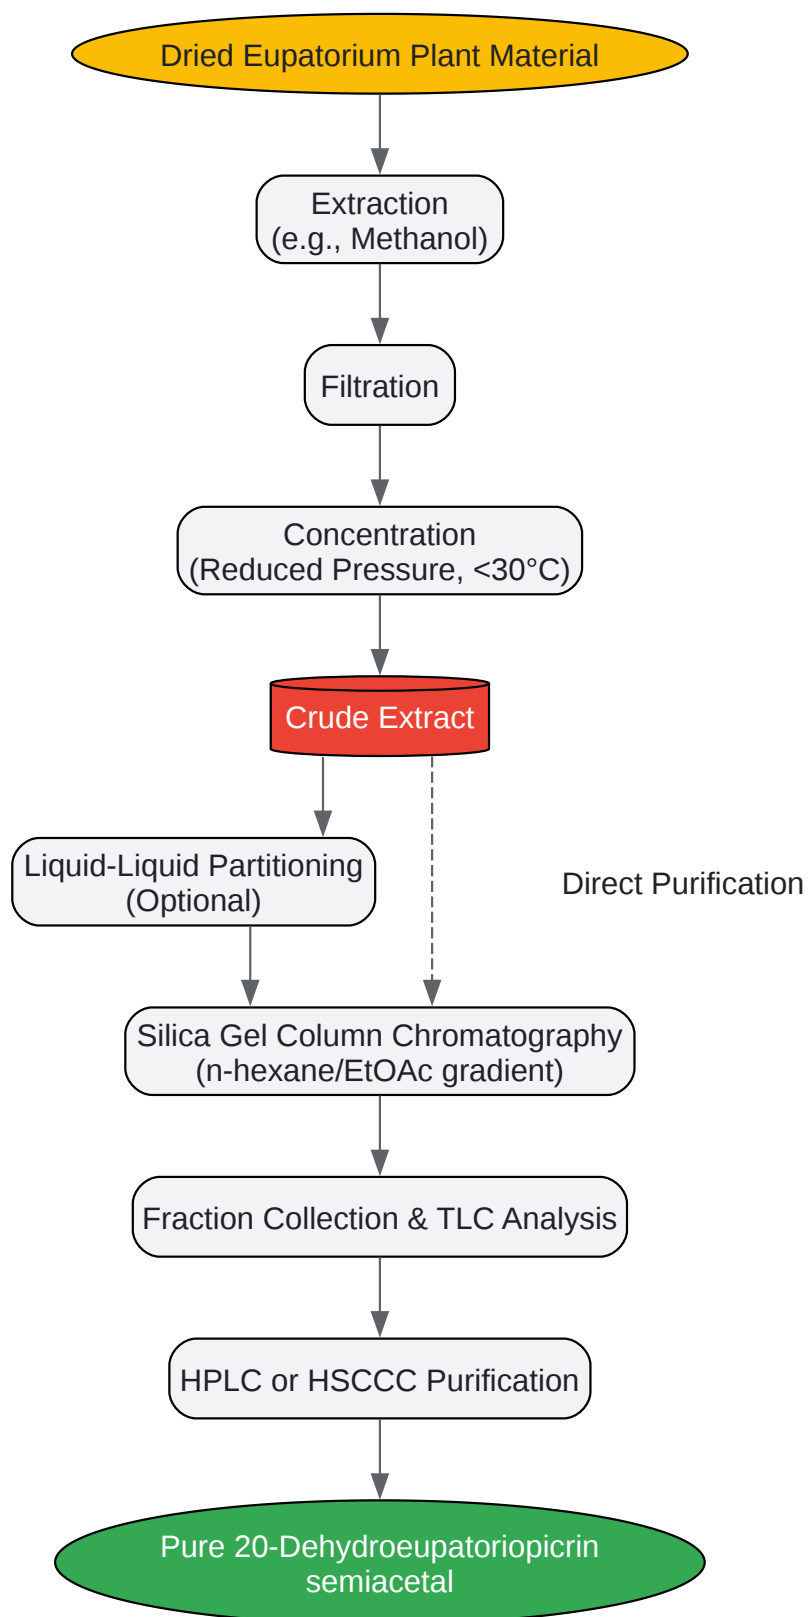 Dried Eupatorium Plant Material
Extraction
(e.g., Methanol)
Filtration
Concentration
(Reduced Pressure, <30°C)
Crude Extract
Liquid-Liquid Partitioning
(Optional)
Direct Purification
Silica Gel Column Chromatography
(n-hexane/EtOAc gradient)
Fraction Collection & TLC Analysis
HPLC or HSCCC Purification
Pure 20-Dehydroeupatoriopicrin
semiacetal